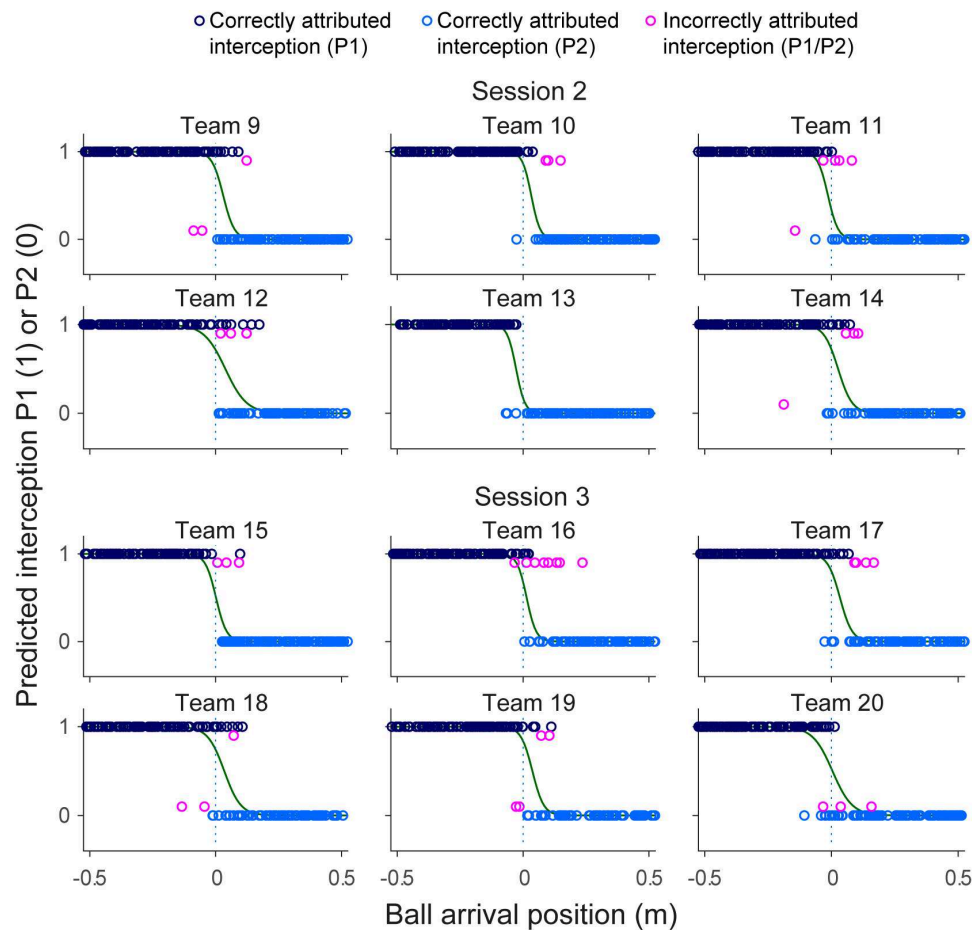 Correctly attributed interception (P1)
Correctly attributed interception (P2)
Incorrectly attributed interception (P1/P2)
Session 2
Team 9 Team 10 Team 11
1
0
Team 12 Team 13 Team 14
1
0
Session 3
Team 15 Team 16 Team 17
1
0
Team 18 Team 19 Team 20
1
0
-0.5 0 0.5 -0.5 0 0.5 -0.5 0 0.5
Ball arrival position (m)
Predicted interception P1 (1) or P2 (0)